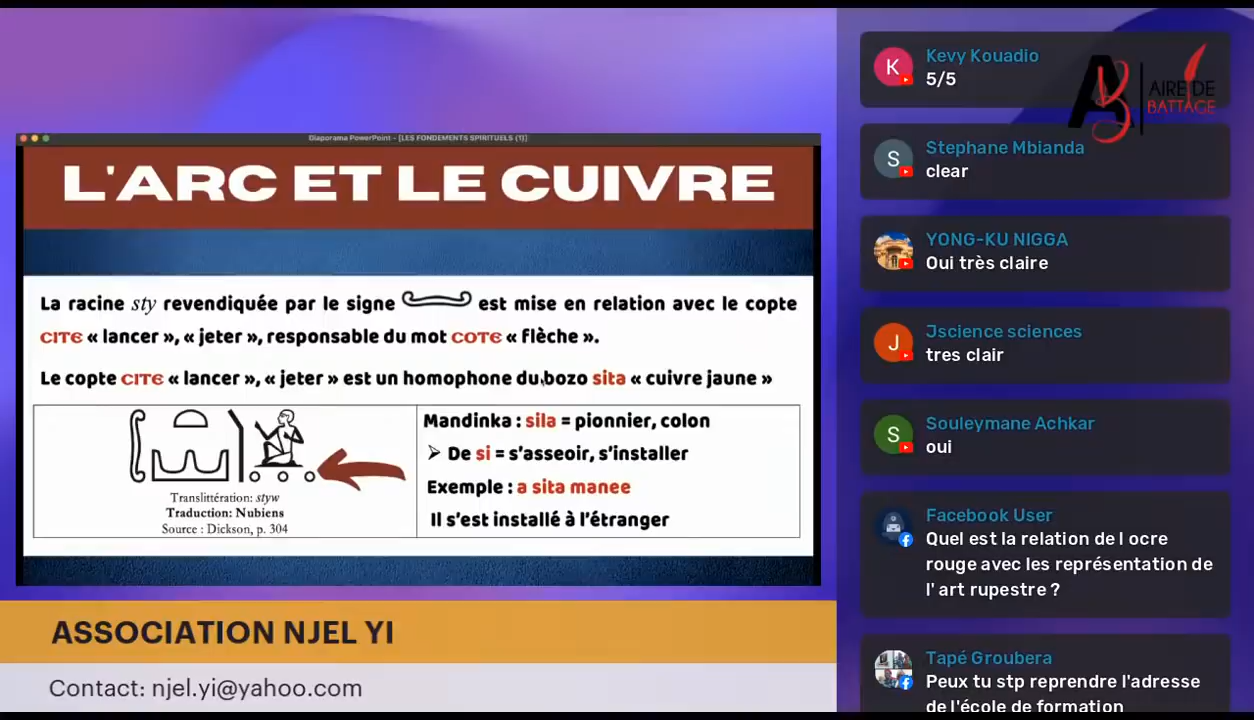 Diaporama PowerPoint - [LES FONDEMENTS SPIRITUELS (1)]
L'ARC ET LE CUIVRE
La racine sty revendiquée par le signe est mise en relation avec le copte
ⲤⲒⲦⲈ « lancer », « jeter », responsable du mot ⲤⲞⲦⲈ « flèche ».
Le copte ⲤⲒⲦⲈ « lancer », « jeter » est un homophone du bozo sita « cuivre jaune »
Translittération: styw
Traduction: Nubiens
Source : Dickson, p. 304
Mandinka : sila = pionnier, colon
➢ De si = s'asseoir, s'installer
Exemple : a sita manee
Il s'est installé à l'étranger
ASSOCIATION NJEL YI
Contact: njel.yi@yahoo.com
AIRE DE
BATTAGE
K
Kevy Kouadio
5/5
S
Stephane Mbianda
clear
YONG-KU NIGGA
Oui très claire
J
Jscience sciences
tres clair
S
Souleymane Achkar
oui
Facebook User
Quel est la relation de l ocre
rouge avec les représentation de
l' art rupestre ?
Tapé Groubera
Peux tu stp reprendre l'adresse
de l'école de formation